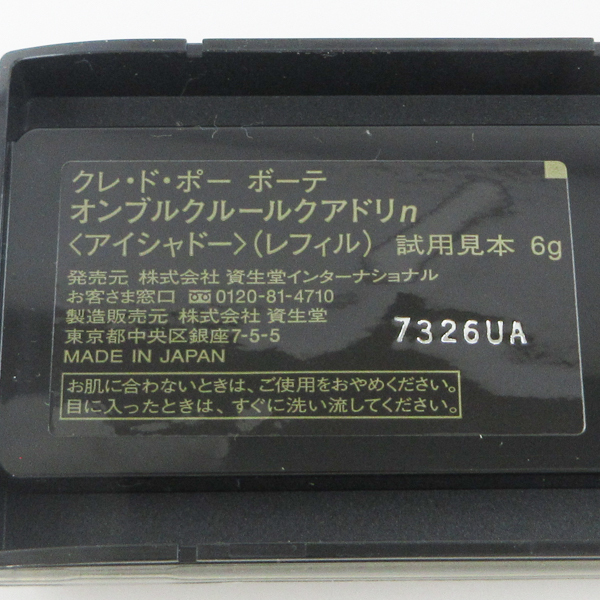 クレ・ド・ポー ボーテ
オンブルクルールクアドリn
〈アイシャドー〉(レフィル) 試用見本 6g
発売元 株式会社 資生堂インターナショナル
お客さま窓口 0120-81-4710
製造販売元 株式会社 資生堂
東京都中央区銀座7-5-5
MADE IN JAPAN
7326UA
お肌に合わないときは、ご使用をおやめください。
目に入ったときは、すぐに洗い流してください。